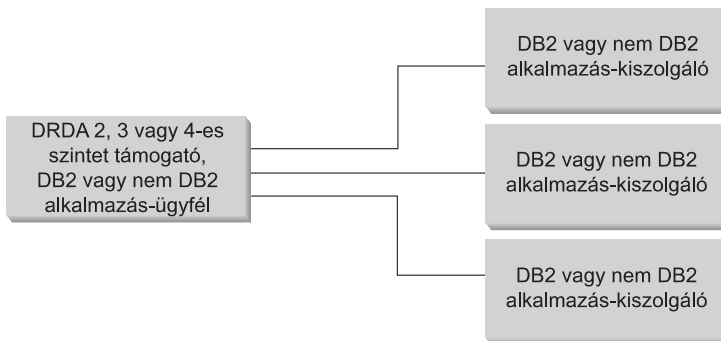 DRDA 2, 3 vagy 4-es
szintet támogató,
DB2 vagy nem DB2
alkalmazás-ügyfél
DB2 vagy nem DB2
alkalmazás-kiszolgáló
DB2 vagy nem DB2
alkalmazás-kiszolgáló
DB2 vagy nem DB2
alkalmazás-kiszolgáló